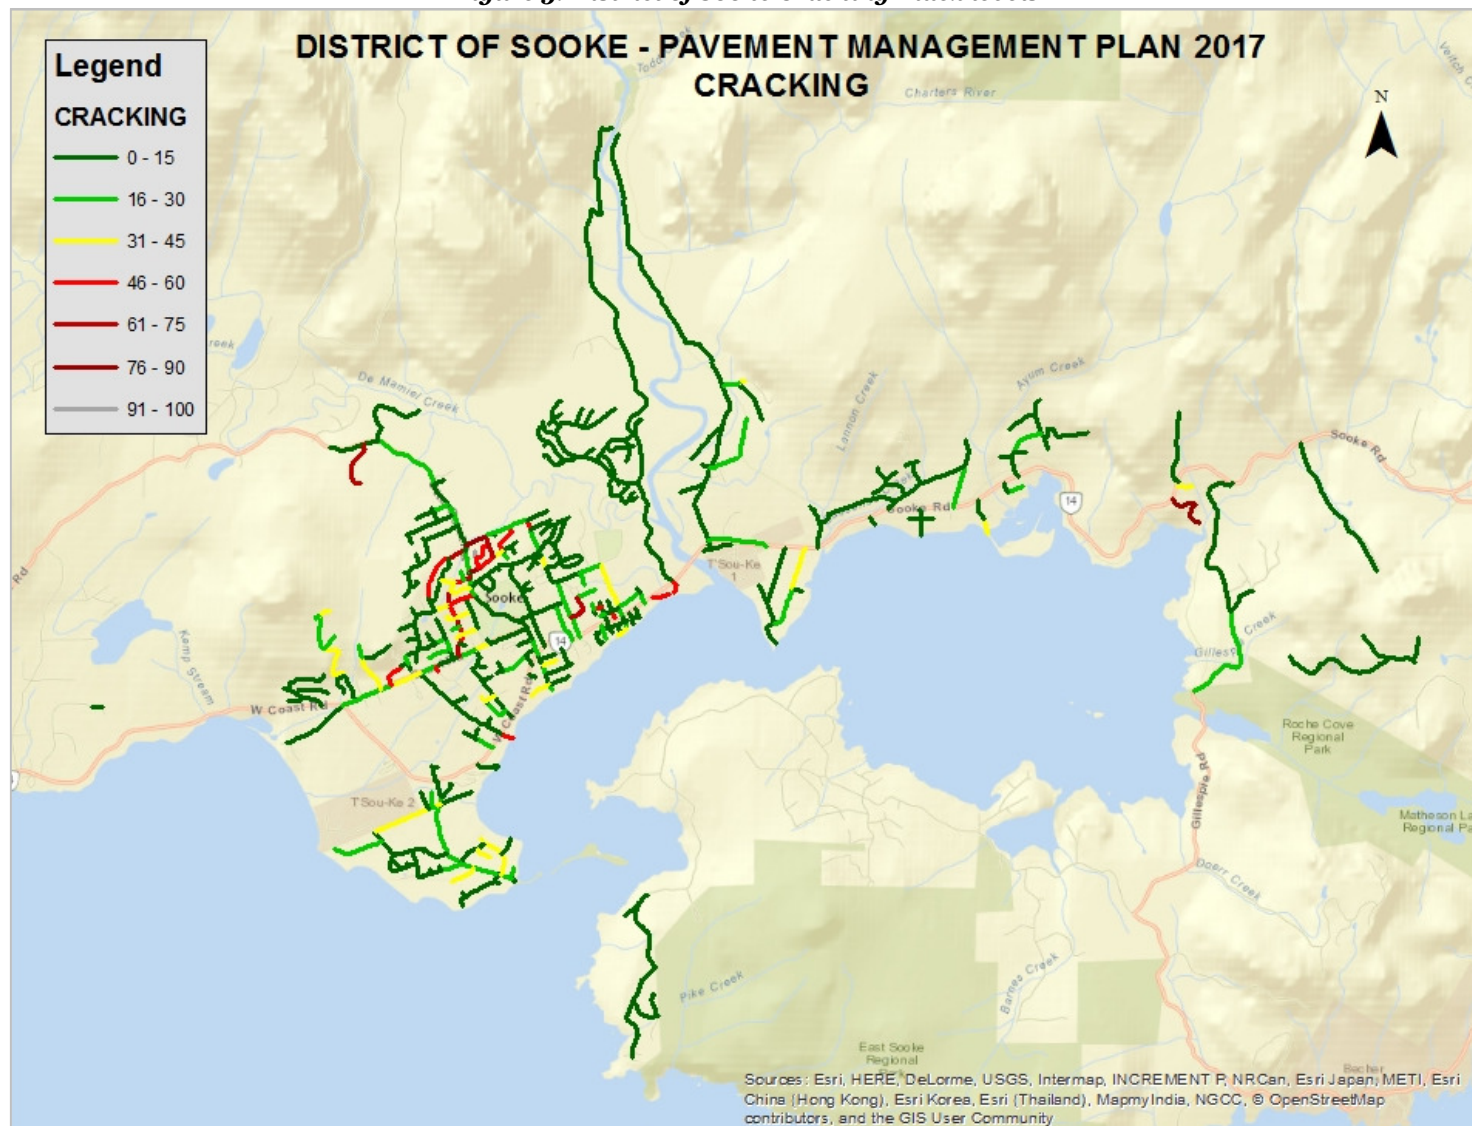 DISTRICT OF SOOKE - PAVEMENT MANAGEMENT PLAN 2017
CRACKING
Legend
CRACKING
0 - 15
16 - 30
31 - 45
46 - 60
61 - 75
76 - 90
91 - 100
N
Charters River
De Mamiel Creek
Lannon Creek
Ayum Creek
Sooke Rd
14
Sooke Rd
14
T'Sou-Ke
1
Sooke
14
Rd
Kemp Stream
W Coast Rd
W Coast Rd
Creek
Roche Cove
Regional
Park
Gillespie Rd
T'Sou-Ke 2
Matheson La
Regional Pa
Doerr Creek
Pike Creek
Barnes Creek
East Sooke
Regional
Becher
Sources: Esri, HERE, DeLorme, USGS, Intermap, INCREMENT P, NRCan, Esri Japan, METI, Esri
China (Hong Kong), Esri Korea, Esri (Thailand), MapmyIndia, NGCC, © OpenStreetMap
contributors, and the GIS User Community